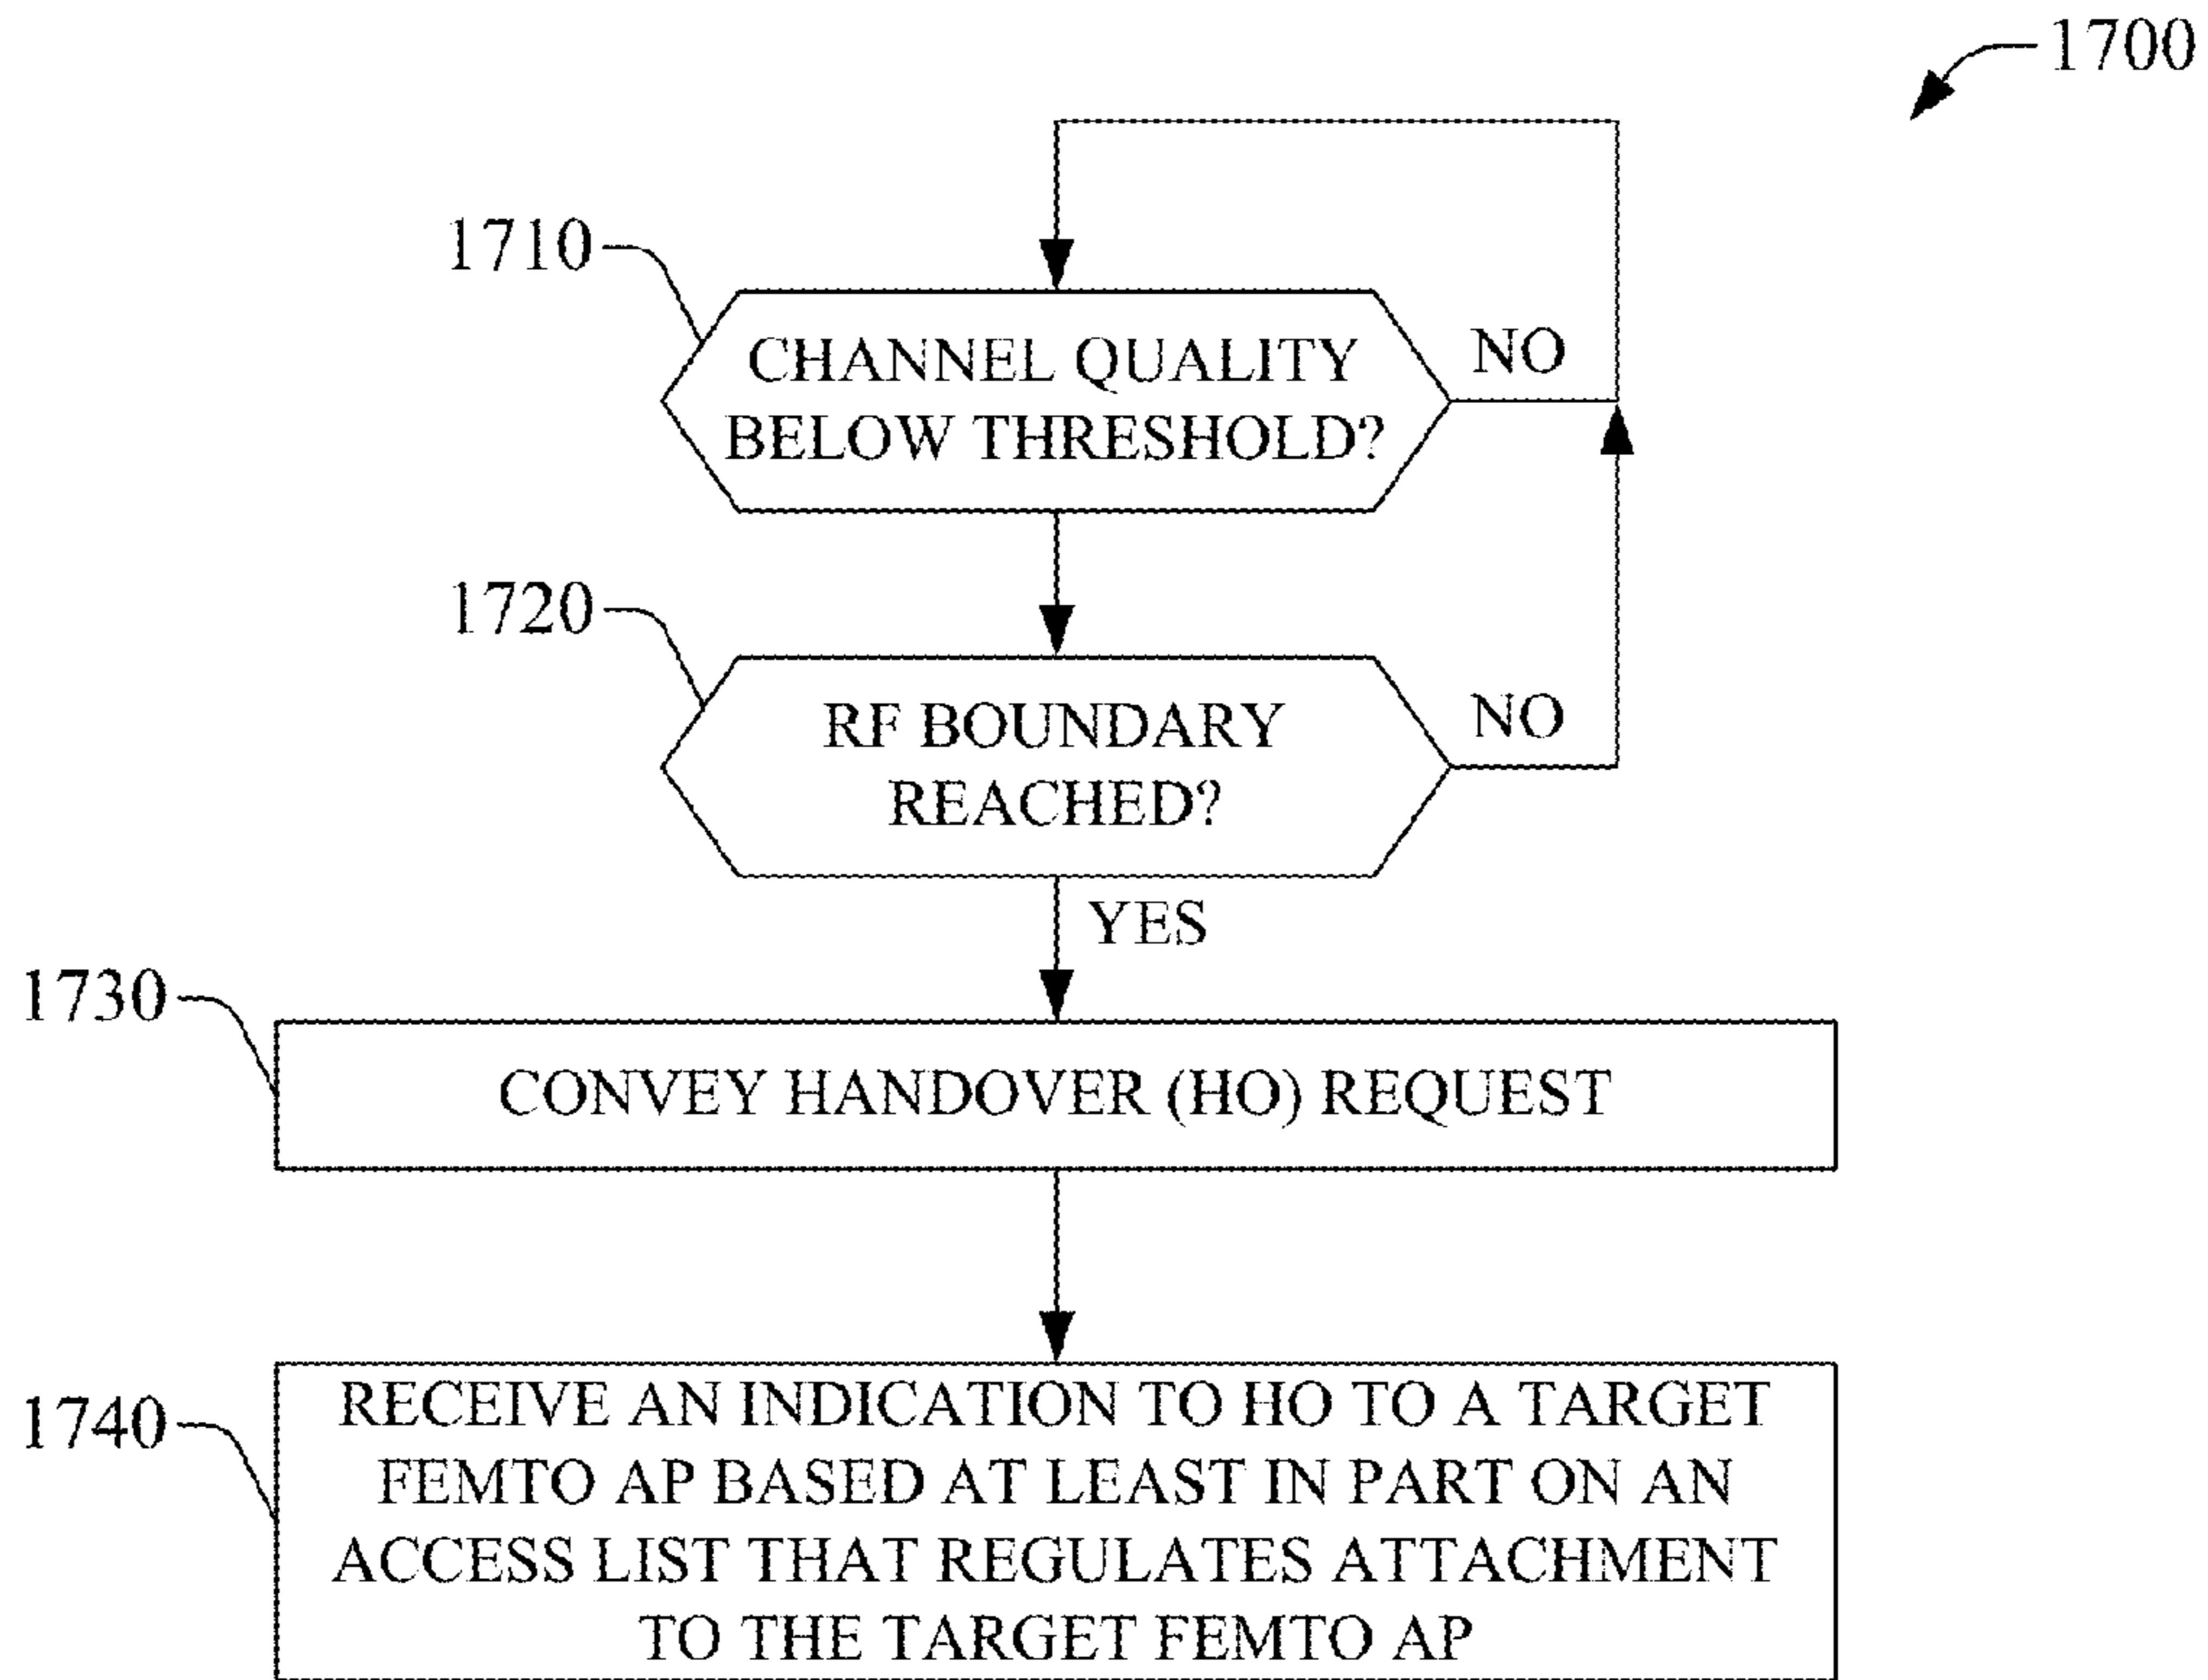 1700
1710
CHANNEL QUALITY
BELOW THRESHOLD?
NO
1720
RF BOUNDARY
REACHED?
NO
YES
1730
CONVEY HANDOVER (HO) REQUEST
1740
RECEIVE AN INDICATION TO HO TO A TARGET
FEMTO AP BASED AT LEAST IN PART ON AN
ACCESS LIST THAT REGULATES ATTACHMENT
TO THE TARGET FEMTO AP